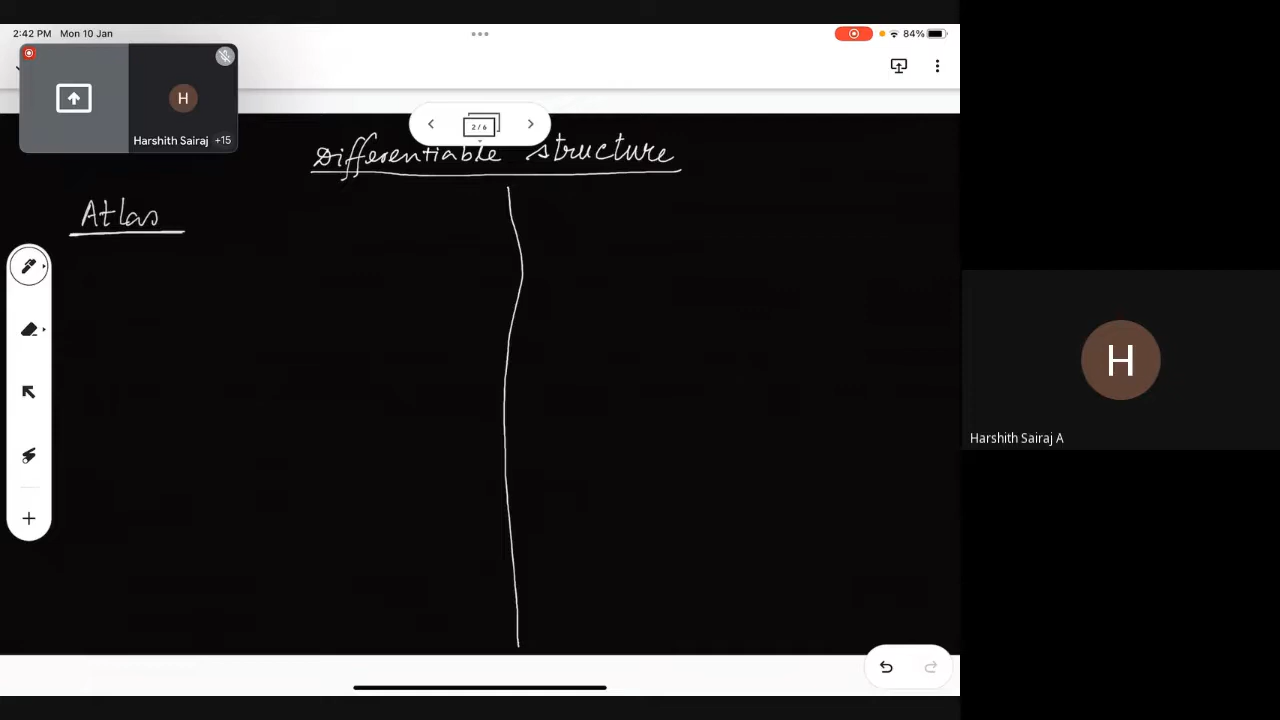 2:42 PM Mon 10 Jan
84%
H
Harshith Sairaj +15
2 / 6
Differentiable structure
Atlas
H
Harshith Sairaj A